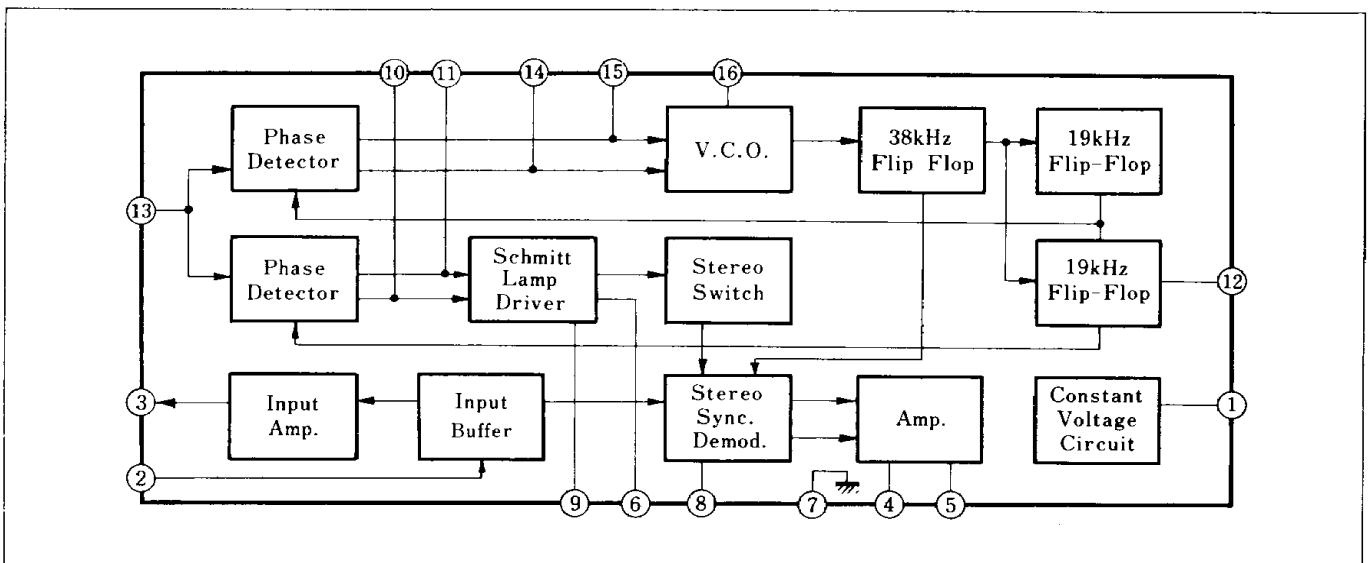 10
11
14
15
16
Phase
Detector
V.C.O.
38kHz
Flip Flop
19kHz
Flip-Flop
13
Phase
Detector
Schmitt
Lamp
Driver
Stereo
Switch
19kHz
Flip-Flop
12
3
Input
Amp.
Input
Buffer
Stereo
Sync.
Demod.
Amp.
Constant
Voltage
Circuit
1
2
9
6
8
7
4
5